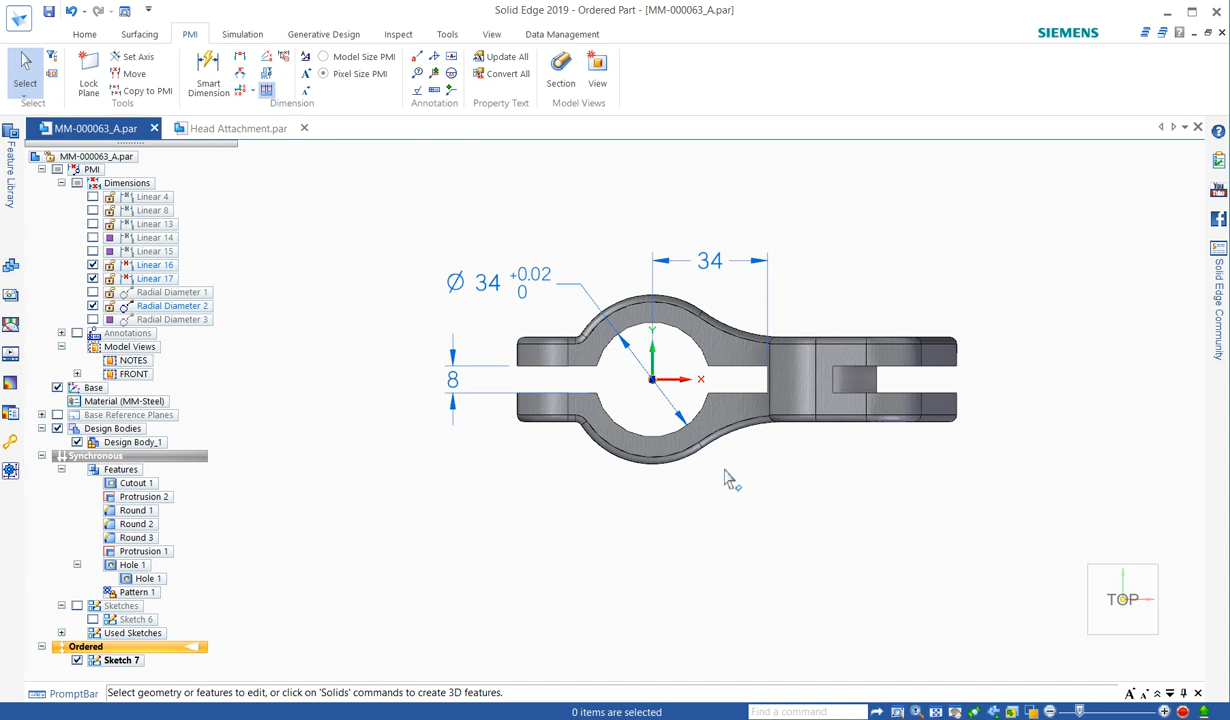 Solid Edge 2019 - Ordered Part - [MM-000063_A.par]
Home Surfacing PMI Simulation Generative Design Inspect Tools View Data Management
SIEMENS
Select
Select
Lock
Plane
Set Axis
Move
Copy to PMI
Tools
Smart
Dimension
Model Size PMI
Pixel Size PMI
Dimension
Annotation
Update All
Convert All
Property Text
Section
View
Model Views
MM-000063_A.par
Head Attachment.par
Feature Library
MM-000063_A.par
PMI
Dimensions
Linear 4
Linear 8
Linear 13
Linear 14
Linear 15
Linear 16
Linear 17
Radial Diameter 1
Radial Diameter 2
Radial Diameter 3
Annotations
Model Views
NOTES
FRONT
Base
Material (MM-Steel)
Base Reference Planes
Design Bodies
Design Body_1
Synchronous
Features
Cutout 1
Protrusion 2
Round 1
Round 2
Round 3
Protrusion 1
Hole 1
Hole 1
Pattern 1
Sketches
Sketch 6
Used Sketches
Ordered
Sketch 7
34
Ø 34 +0.02
0
8
Y
X
TOP
You
Tube
Solid Edge Community
PromptBar
Select geometry or features to edit, or click on 'Solids' commands to create 3D features.
0 items are selected
Find a command